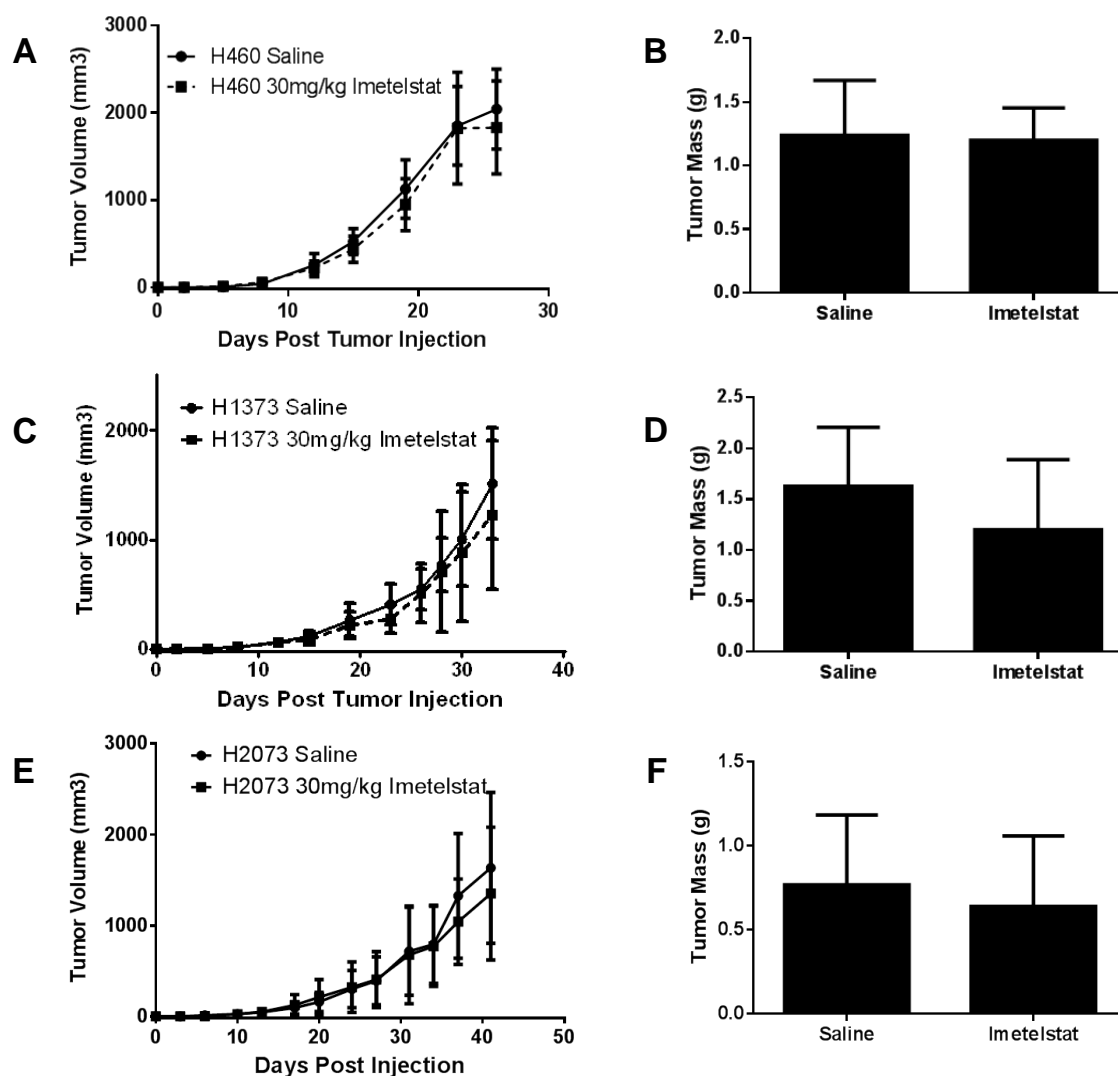 A
Tumor Volume (mm3)
3000
2000
1000
0
H460 Saline
H460 30mg/kg Imetelstat
0 10 20 30
Days Post Tumor Injection
B
Tumor Mass (g)
2.0
1.5
1.0
0.5
0.0
Saline Imetelstat
C
Tumor Volume (mm3)
2000
1000
0
H1373 Saline
H1373 30mg/kg Imetelstat
0 10 20 30 40
Days Post Tumor Injection
D
Tumor Mass (g)
2.5
2.0
1.5
1.0
0.5
0.0
Saline Imetelstat
E
Tumor Volume (mm3)
3000
2000
1000
0
H2073 Saline
H2073 30mg/kg Imetelstat
0 10 20 30 40 50
Days Post Injection
F
Tumor Mass (g)
1.5
1.0
0.5
0.0
Saline Imetelstat